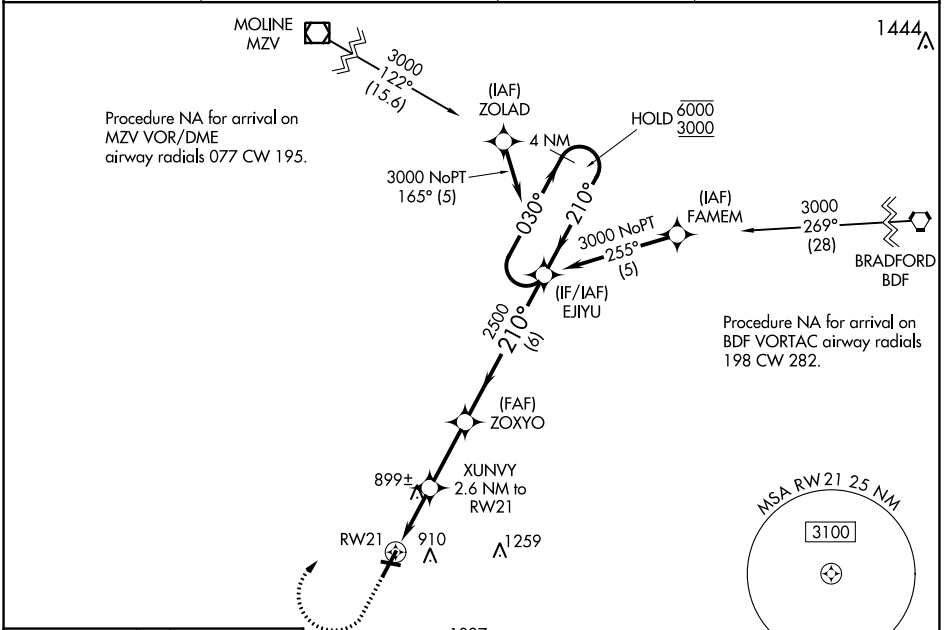 MOLINE
MZV
3000
122°
(15.6)
1444
Procedure NA for arrival on
MZV VOR/DME
airway radials 077 CW 195.
(IAF)
ZOLAD
4 NM
HOLD 6000
3000
3000 NoPT
165° (5)
030°
210°
(IAF)
FAMEM
3000 NoPT
255°
(5)
3000
269°
(28)
BRADFORD
BDF
(IF/IAF)
EJIYU
2500
210°
(6)
Procedure NA for arrival on
BDF VORTAC airway radials
198 CW 282.
(FAF)
ZOXYO
899±
XUNVY
2.6 NM to
RW21
RW21
910
1259
MSA RW21 25 NM
3100